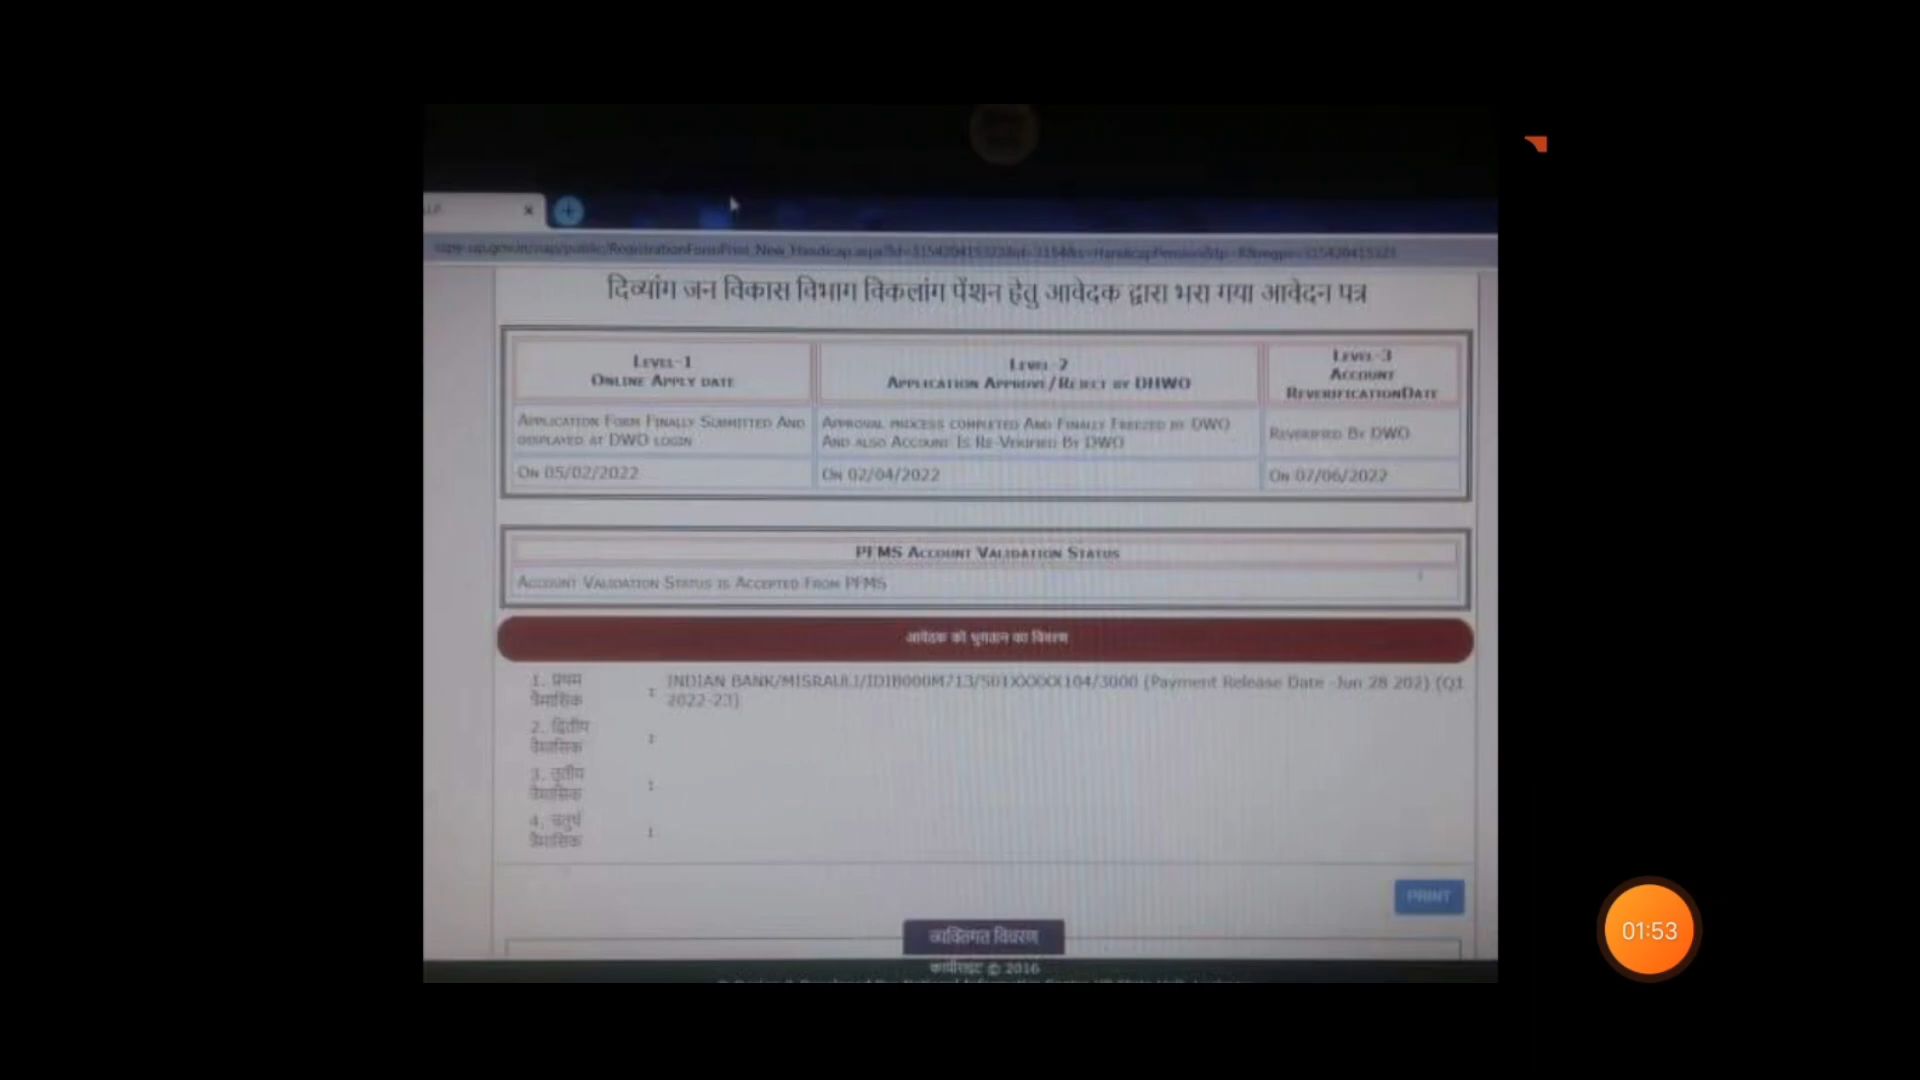 दिव्यांग जन विकास विभाग विकलांग पेंशन हेतु आवेदक द्वारा भरा गया आवेदन पत्र
LEVEL-1
ONLINE APPLY DATE
LEVEL-2
APPLICATION APPROVE/REJECT BY DHWO
LEVEL-3
ACCOUNT
REVERIFICATIONDATE
APPLICATION FORM FINALLY SUBMITTED AND
DISPLAYED AT DWO LOGIN
APPROVAL PROCESS COMPLETED AND FINALLY FREEZED BY DWO
AND ALSO ACCOUNT IS RE-VERIFIED BY DWO
REVERIFIED BY DWO
ON 05/02/2022
ON 02/04/2022
ON 07/06/2022
PFMS ACCOUNT VALIDATION STATUS
ACCOUNT VALIDATION STATUS IS ACCEPTED FROM PFMS
आवेदक को भुगतान का विवरण
1. प्रथम
त्रैमासिक
:
INDIAN BANK/MISRAULI/IDIB000M713/501XXXXX104/3000 (Payment Release Date -Jun 28 202) (Q1
2022-23)
2. द्वितीय
त्रैमासिक
:
3. तृतीय
त्रैमासिक
:
4. चतुर्थ
त्रैमासिक
:
PRINT
व्यक्तिगत विवरण
कापीराइट © 2016
01:53